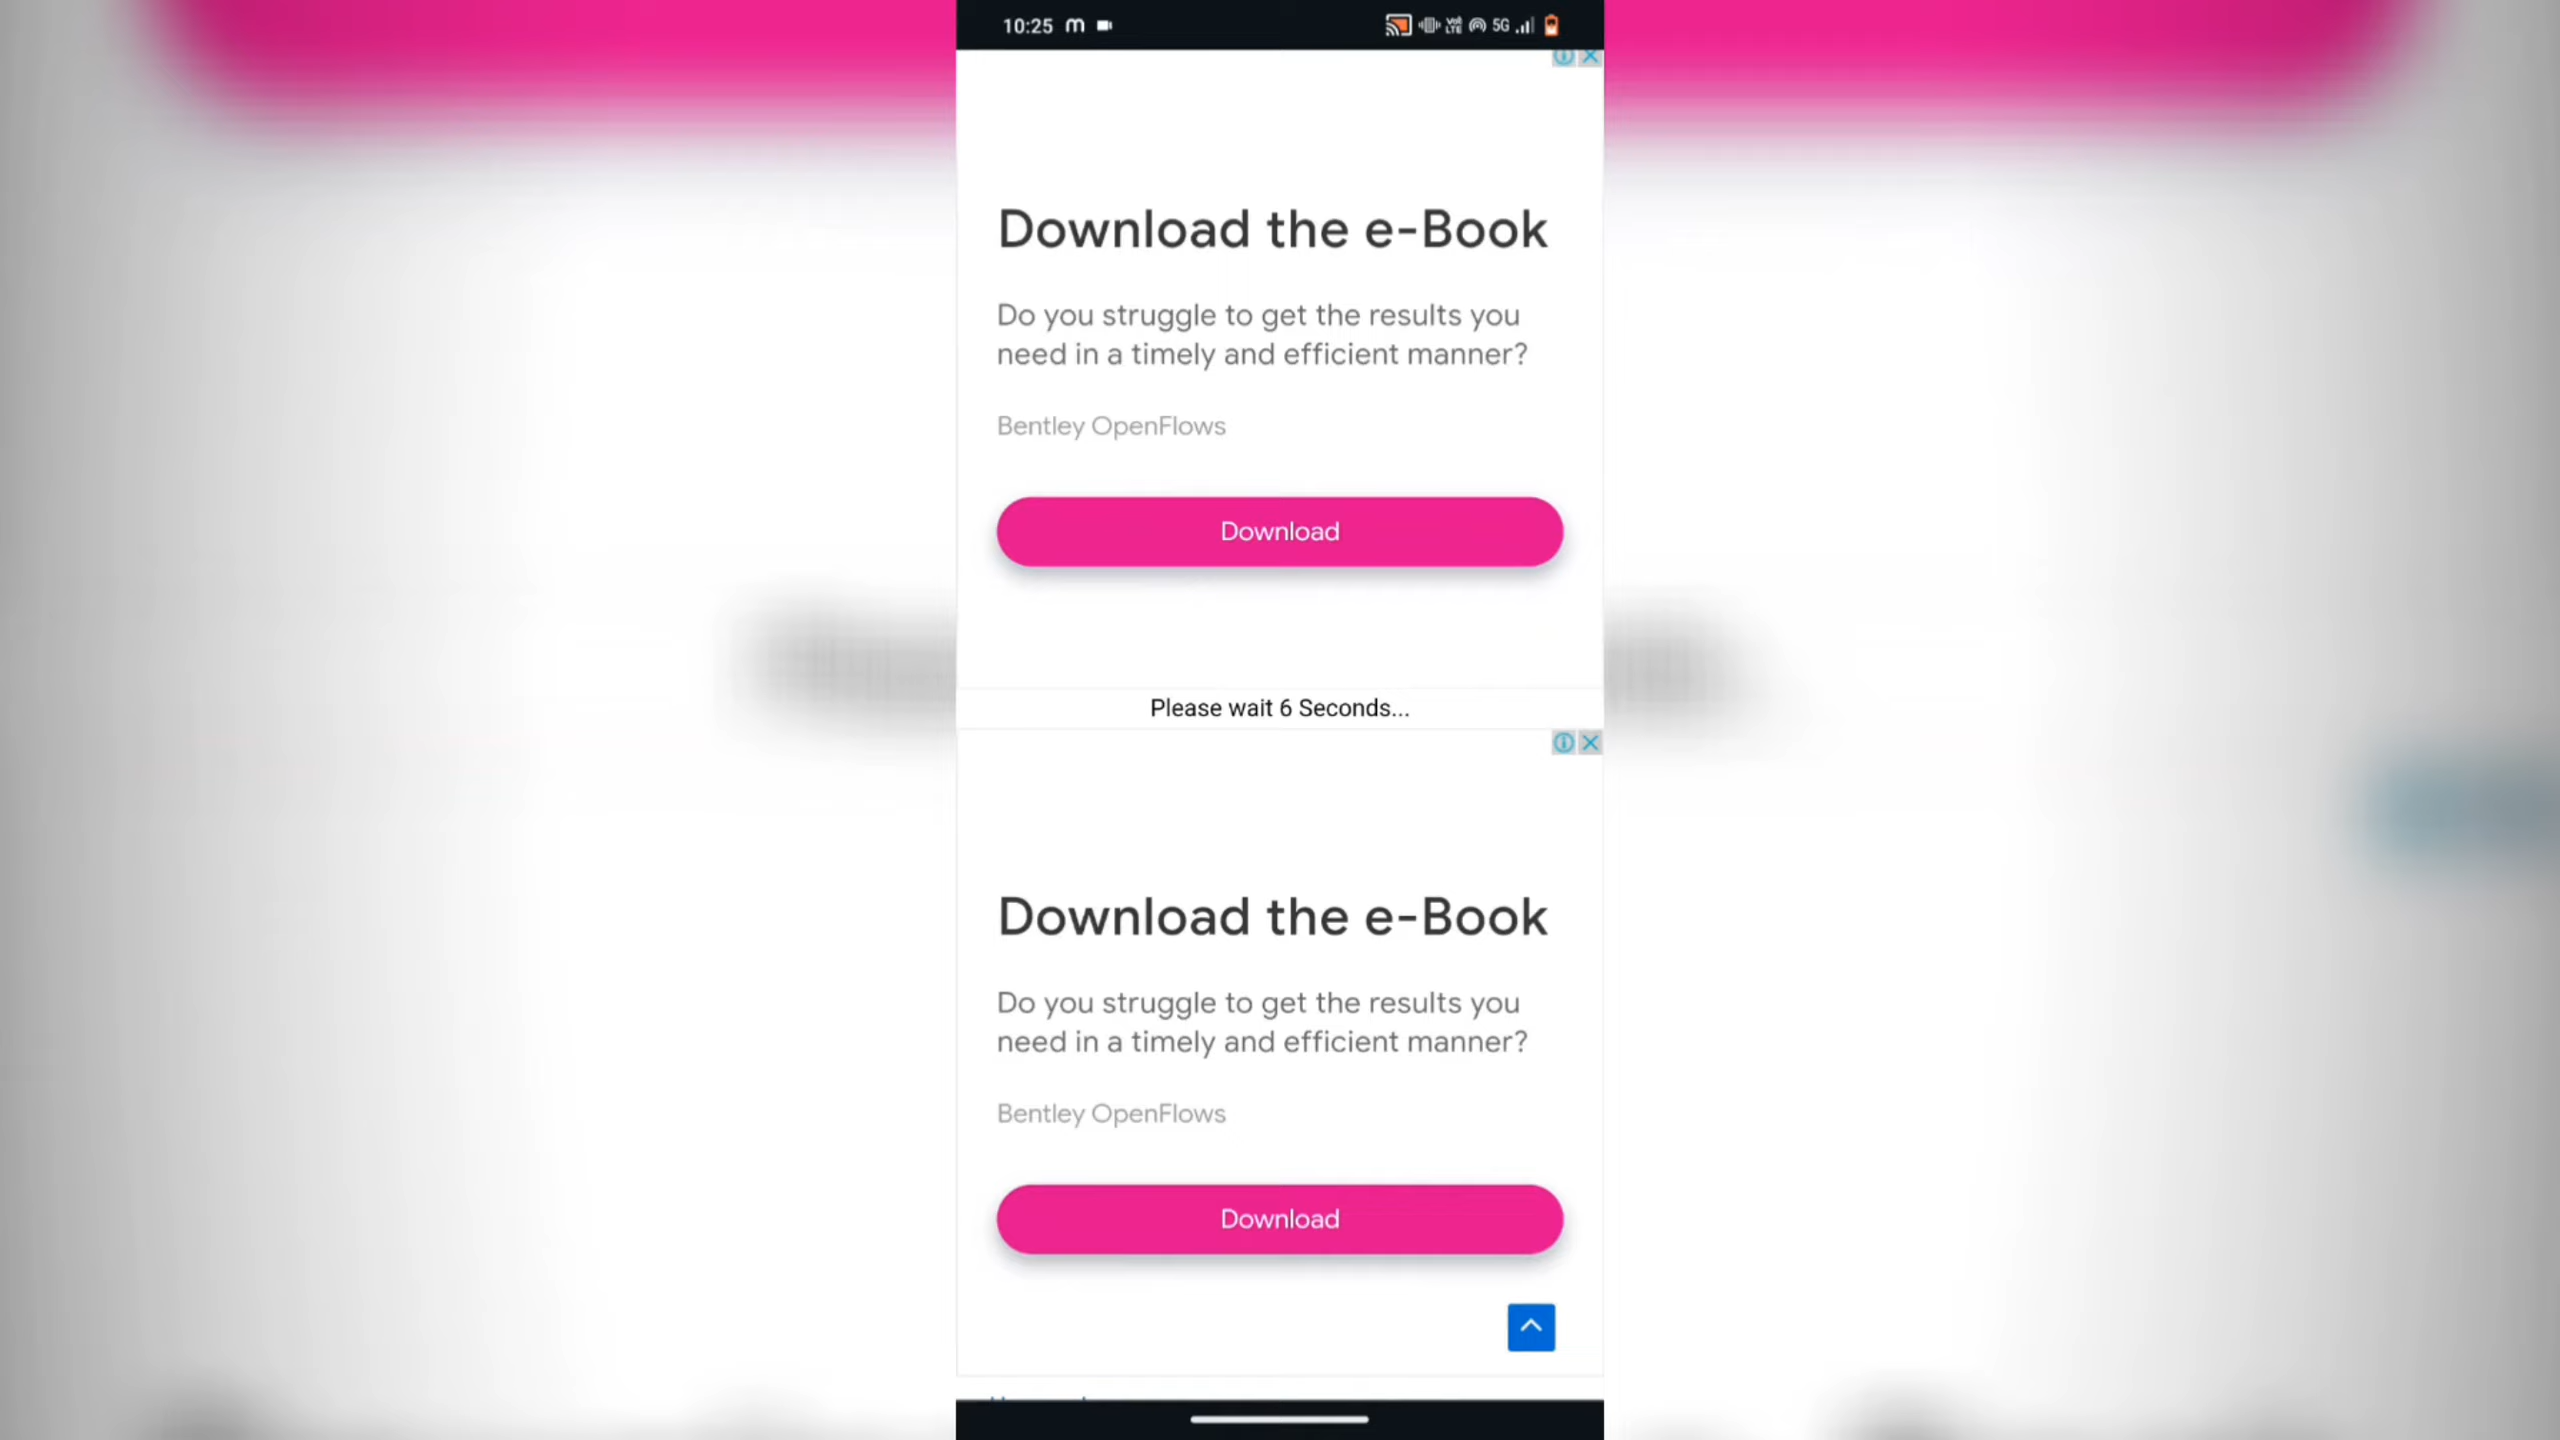 10:25
5G
Download the e-Book
Do you struggle to get the results you
need in a timely and efficient manner?
Bentley OpenFlows
Download
Please wait 6 Seconds...
Download the e-Book
Do you struggle to get the results you
need in a timely and efficient manner?
Bentley OpenFlows
Download